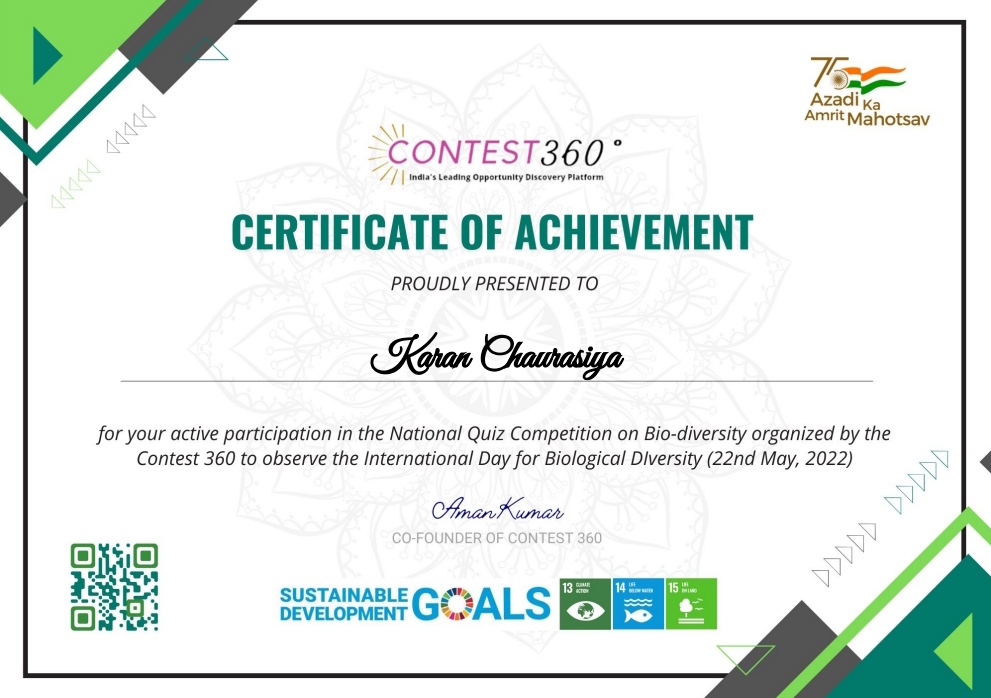 75
Azadi Ka
Amrit Mahotsav
CONTEST360°
India's Leading Opportunity Discovery Platform
CERTIFICATE OF ACHIEVEMENT
PROUDLY PRESENTED TO
Karan Chaurasiya
for your active participation in the National Quiz Competition on Bio-diversity organized by the
Contest 360 to observe the International Day for Biological DIversity (22nd May, 2022)
Aman Kumar
CO-FOUNDER OF CONTEST 360
SUSTAINABLE
DEVELOPMENT
GOALS
13 CLIMATE
ACTION
14 LIFE
BELOW WATER
15 LIFE
ON LAND